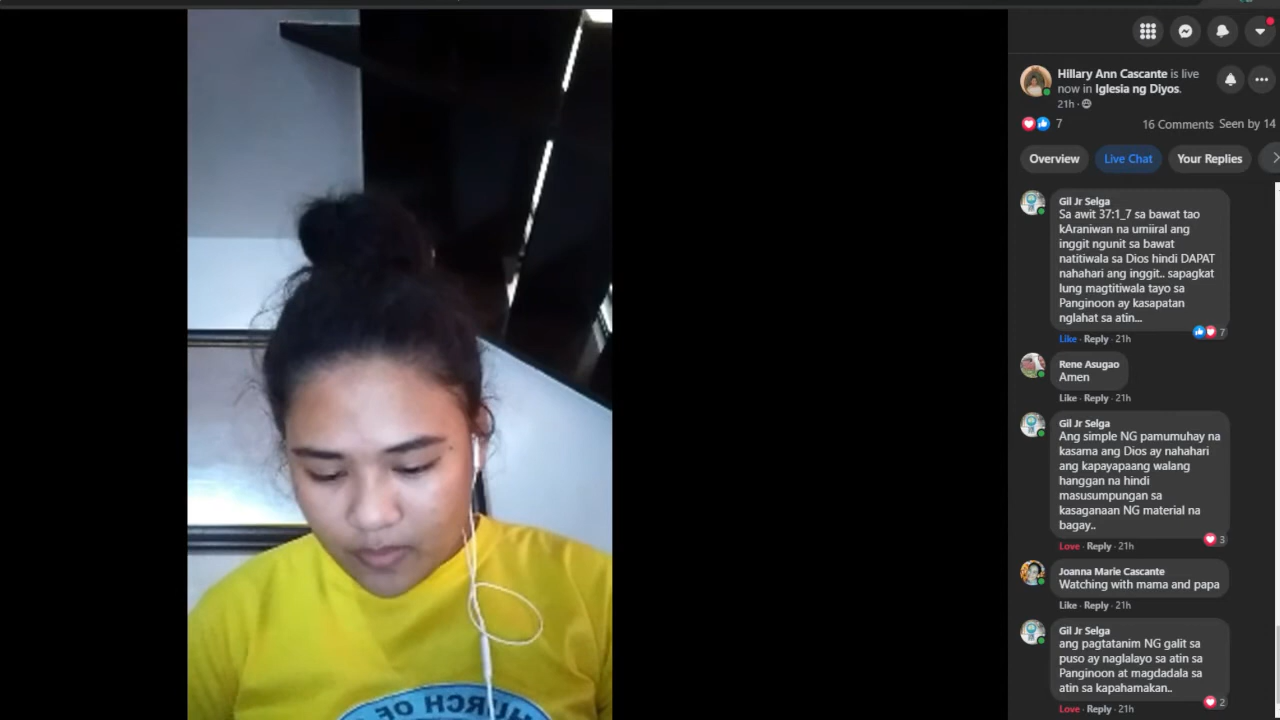 HURCH OF
Hillary Ann Cascante is live
now in Iglesia ng Diyos.
21h ·
7
16 Comments Seen by 14
Overview
Live Chat
Your Replies
Gil Jr Selga
Sa awit 37:1_7 sa bawat tao
kAraniwan na umiiral ang
inggit ngunit sa bawat
natitiwala sa Dios hindi DAPAT
nahahari ang inggit.. sapagkat
lung magtitiwala tayo sa
Panginoon ay kasapatan
nglahat sa atin...
7
Like · Reply · 21h
Rene Asugao
Amen
Like · Reply · 21h
Gil Jr Selga
Ang simple NG pamumuhay na
kasama ang Dios ay nahahari
ang kapayapaang walang
hanggan na hindi
masusumpungan sa
kasaganaan NG material na
bagay..
3
Love · Reply · 21h
Joanna Marie Cascante
Watching with mama and papa
Like · Reply · 21h
Gil Jr Selga
ang pagtatanim NG galit sa
puso ay naglalayo sa atin sa
Panginoon at magdadala sa
atin sa kapahamakan..
2
Love · Reply · 21h